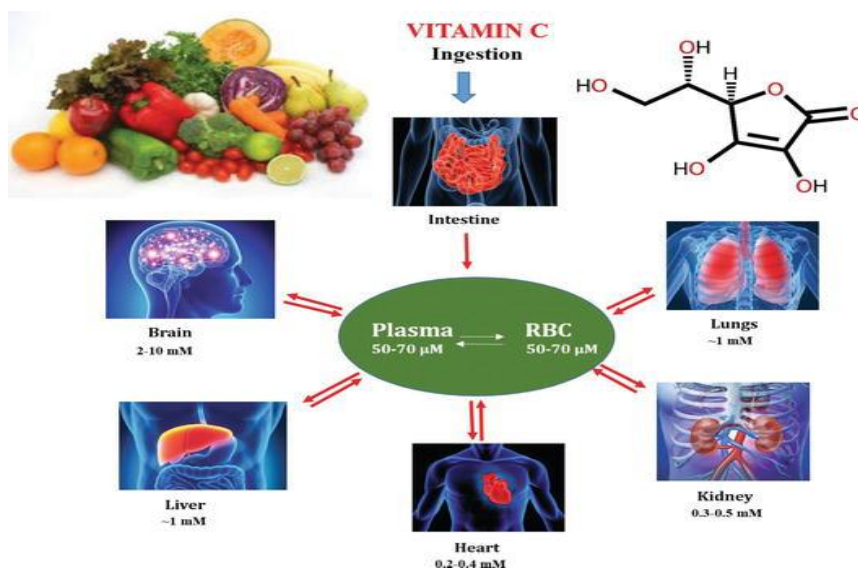 VITAMIN C
Ingestion
OH
HO
H
O
O
HO
OH
Intestine
Brain
2-10 mM
Plasma
50-70 µM
RBC
50-70 µM
Lungs
~1 mM
Liver
~1 mM
Heart
0.2-0.4 mM
Kidney
0.3-0.5 mM